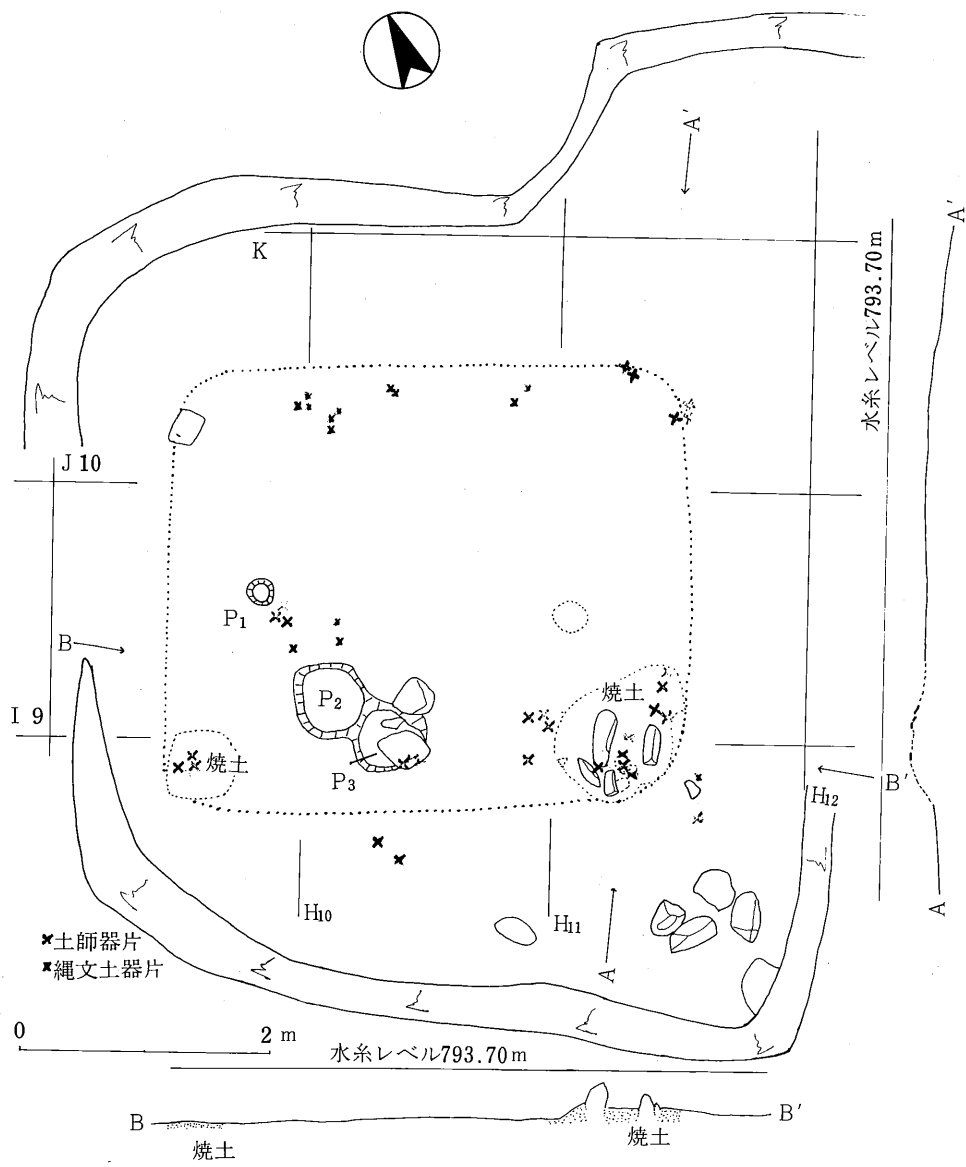 A'
A'
K
水糸レベル793.70m
J 10
P1
B
焼土
P2
I 9
焼土
P3
B'
H12
H10
H11
A
A
×土師器片
×縄文土器片
0 2 m
水糸レベル793.70m
B B'
焼土 焼土